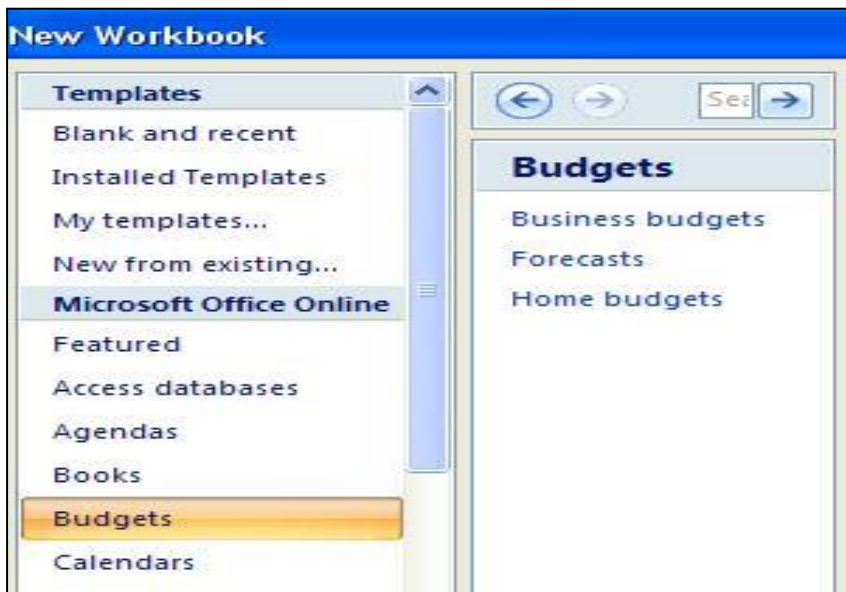 New Workbook
Templates
Blank and recent
Installed Templates
My templates...
New from existing...
Microsoft Office Online
Featured
Access databases
Agendas
Books
Budgets
Calendars
Sea
Budgets
Business budgets
Forecasts
Home budgets